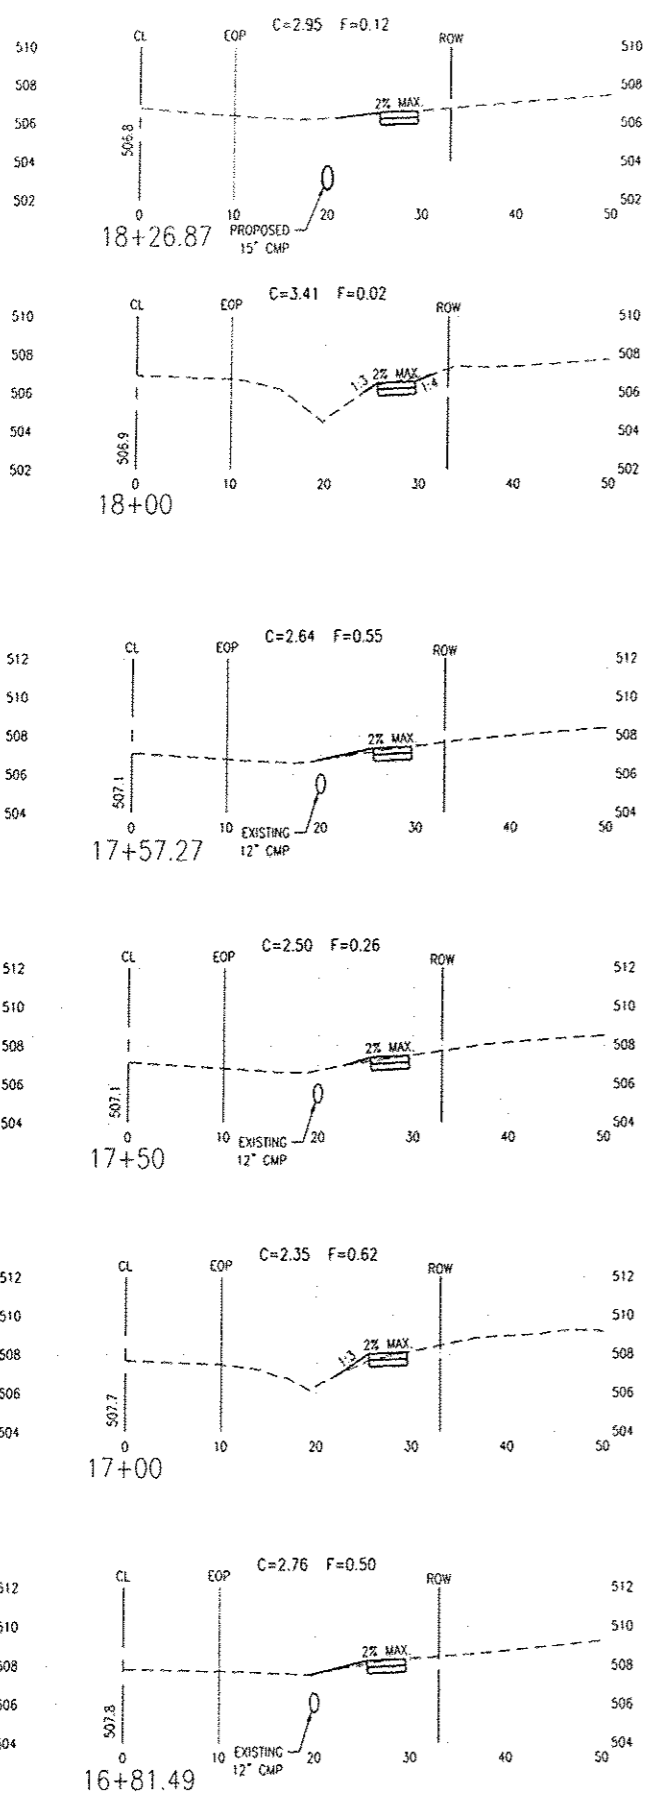 C=2.95 F=0.12
CL EOP ROW
510 510
508 2% MAX. 508
506 506
506.8
504 504
502 502
0 10 20 30 40 50
18+26.87
PROPOSED
15" CMP
C=3.41 F=0.02
CL EOP ROW
510 510
508 508
1:3 2% MAX. 1:4
506 506
504 504
506.9
502 502
0 10 20 30 40 50
18+00
C=2.64 F=0.55
CL EOP ROW
512 512
510 510
508 2% MAX. 508
506 506
507.1
504 504
0 10 20 30 40 50
17+57.27
EXISTING
12" CMP
C=2.50 F=0.26
CL EOP ROW
512 512
510 510
508 2% MAX. 508
506 506
507.1
504 504
0 10 20 30 40 50
17+50
EXISTING
12" CMP
C=2.35 F=0.62
CL EOP ROW
512 512
510 510
508 1:3 2% MAX. 508
506 506
507.7
504 504
0 10 20 30 40 50
17+00
C=2.76 F=0.50
CL EOP ROW
512 512
510 510
508 2% MAX. 508
506 506
507.8
504 504
0 10 20 30 40 50
16+81.49
EXISTING
12" CMP